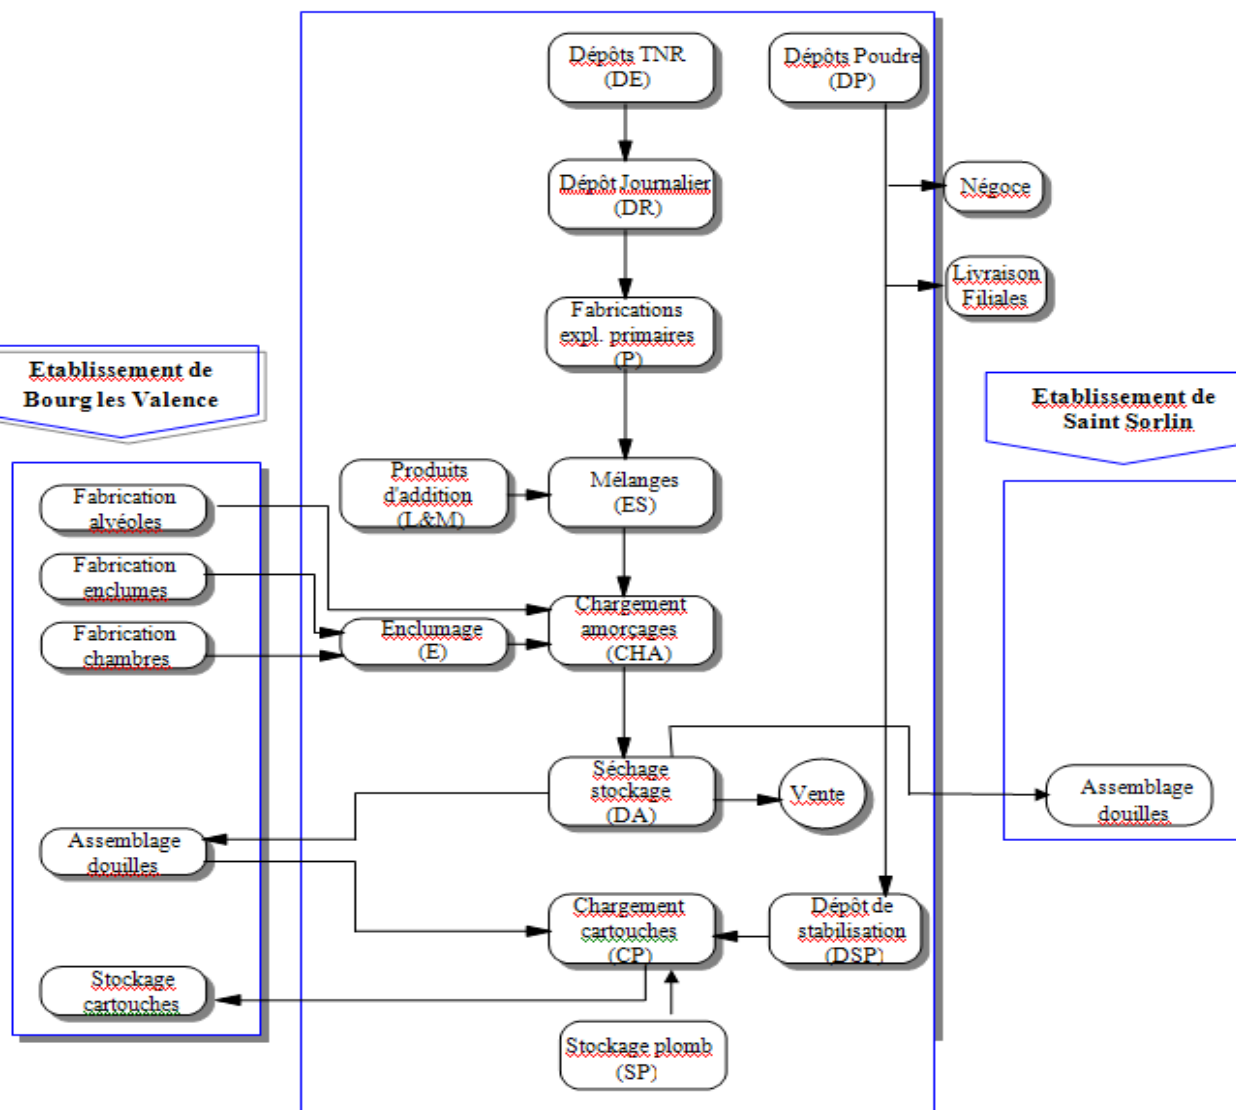 Dépôts TNR
(DE)
Dépôts Poudre
(DP)
Dépôt Journalier
(DR)
Négoce
Livraison
Filiales
Fabrications
expl. primaires
(P)
Etablissement de
Bourg les Valence
Etablissement de
Saint Sorlin
Produits
d'addition
(L&M)
Mélanges
(ES)
Fabrication
alvéoles
Fabrication
enclumes
Fabrication
chambres
Enclumage
(E)
Chargement
amorçages
(CHA)
Séchage
stockage
(DA)
Vente
Assemblage
douilles
Assemblage
douilles
Chargement
cartouches
(CP)
Dépôt de
stabilisation
(DSP)
Stockage
cartouches
Stockage plomb
(SP)